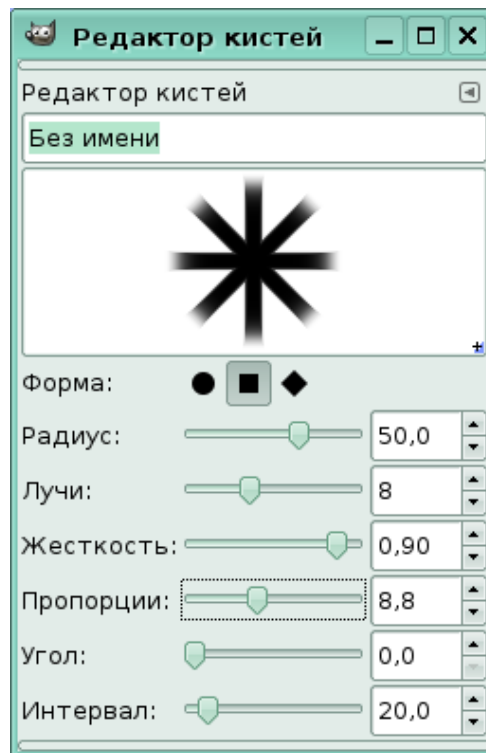 Редактор кистей
Редактор кистей
Без имени
Форма:
Радиус: 50,0
Лучи: 8
Жесткость: 0,90
Пропорции: 8,8
Угол: 0,0
Интервал: 20,0